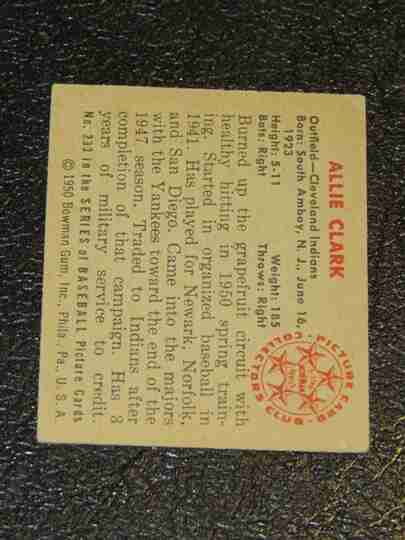 ALLIE CLARK
Outfield—Cleveland Indians
Born: South Amboy, N. J., June 16,
1923
Height: 5-11 Weight: 185
Bats: Right Throws: Right
Burned up the grapefruit circuit with
healthy hitting in 1950 spring train-
ing. Started in organized baseball in
1941. Has played for Newark, Norfolk,
and San Diego. Came into the majors
with the Yankees toward the end of the
1947 season. Traded to Indians after
completion of that campaign. Has 3
years of military service to credit.
No. 233 in the SERIES of BASEBALL Picture Cards
© 1950 Bowman Gum, Inc., Phila., Pa., U. S. A.
PICTURE CARD
COLLECTORS CLUB